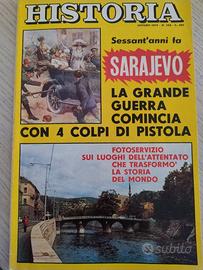 HISTORIA
Sessant'anni fa
SARAJEVO
LA GRANDE
GUERRA
COMINCIA
CON 4 COLPI DI PISTOLA
FOTOSERVIZIO
SUI LUOGHI DELL'ATTENTATO
CHE TRASFORMO'
LA STORIA
DEL MONDO
subito